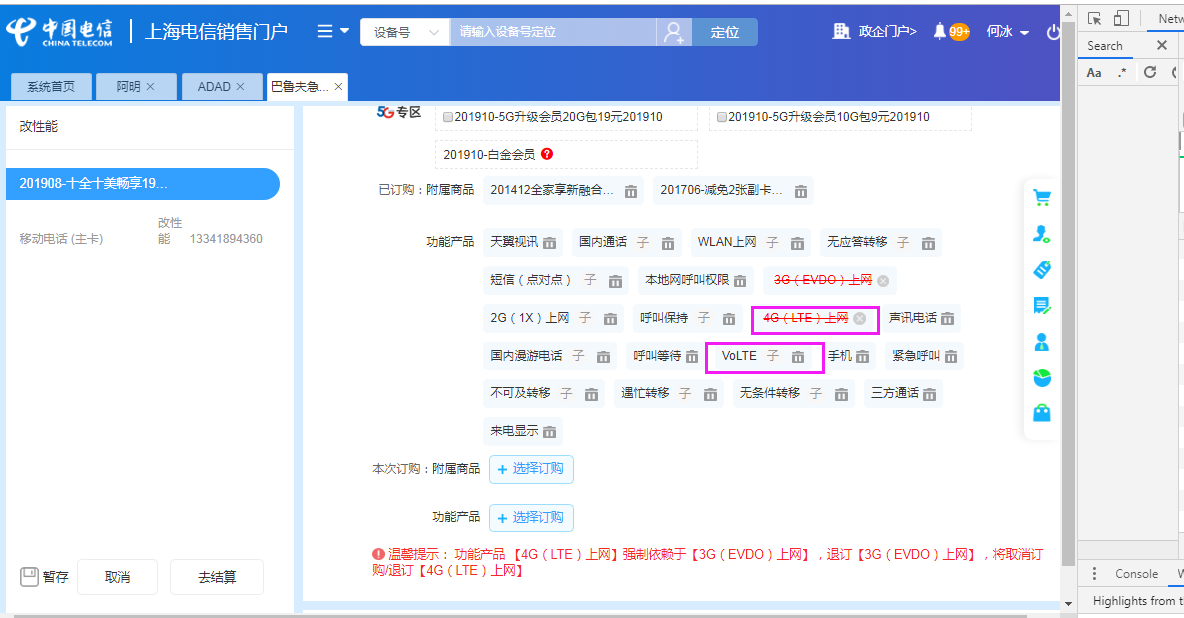 中国电信 CHINA TELECOM 上海电信销售门户 设备号 请输入设备号定位 定位 政企门户> 99+ 何冰 Netw
Search
系统首页 阿明 ADAD 巴鲁夫急... Aa .*
改性能
201908-十全十美畅享19...
移动电话 (主卡) 改性能 13341894360
5G专区 201910-5G升级会员20G包19元201910 201910-5G升级会员10G包9元201910
201910-白金会员
已订购：附属商品 201412全家享新融合... 201706-减免2张副卡...
功能产品 天翼视讯 国内通话 子 WLAN上网 子 无应答转移 子
短信（点对点） 子 本地网呼叫权限 3G（EVDO）上网
2G（1X）上网 子 呼叫保持 子 4G（LTE）上网 声讯电话
国内漫游电话 子 呼叫等待 VoLTE 子 手机 紧急呼叫
不可及转移 子 遇忙转移 子 无条件转移 子 三方通话
来电显示
本次订购：附属商品 + 选择订购
功能产品 + 选择订购
温馨提示： 功能产品 【4G（LTE）上网】强制依赖于【3G（EVDO）上网】，退订【3G（EVDO）上网】，将取消订
购/退订【4G（LTE）上网】
暂存 取消 去结算
Console
Highlights from